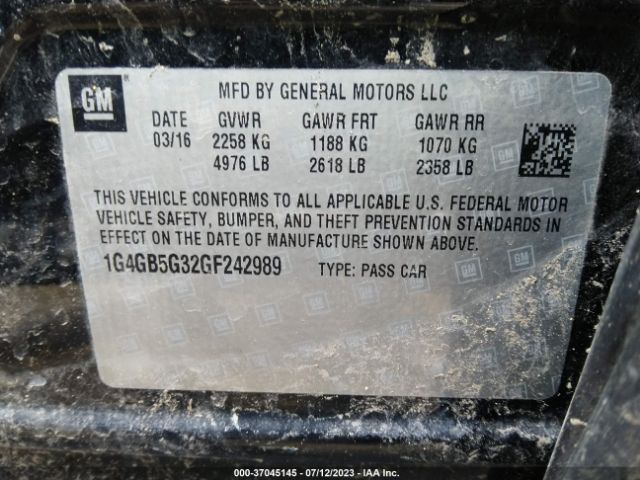 GM
MFD BY GENERAL MOTORS LLC
DATE GVWR GAWR FRT GAWR RR
03/16 2258 KG 1188 KG 1070 KG
4976 LB 2618 LB 2358 LB
THIS VEHICLE CONFORMS TO ALL APPLICABLE U.S. FEDERAL MOTOR
VEHICLE SAFETY, BUMPER, AND THEFT PREVENTION STANDARDS IN
EFFECT ON THE DATE OF MANUFACTURE SHOWN ABOVE.
1G4GB5G32GF242989 TYPE: PASS CAR
000-37045145 - 07/12/2023 - IAA Inc.